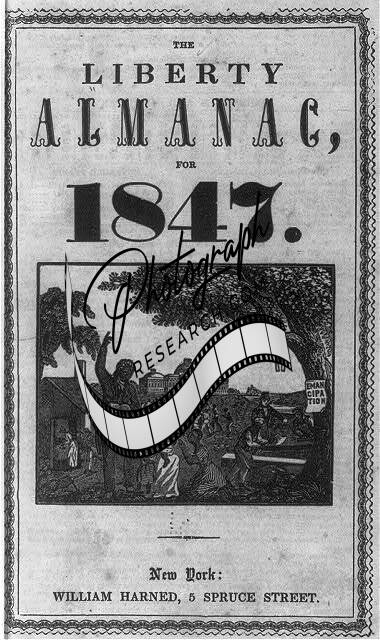 THE
LIBERTY
ALMANAC,
FOR
1847.
Photograph
RESEARCH
EMAN
CIPA
TION
New York:
WILLIAM HARNED, 5 SPRUCE STREET.